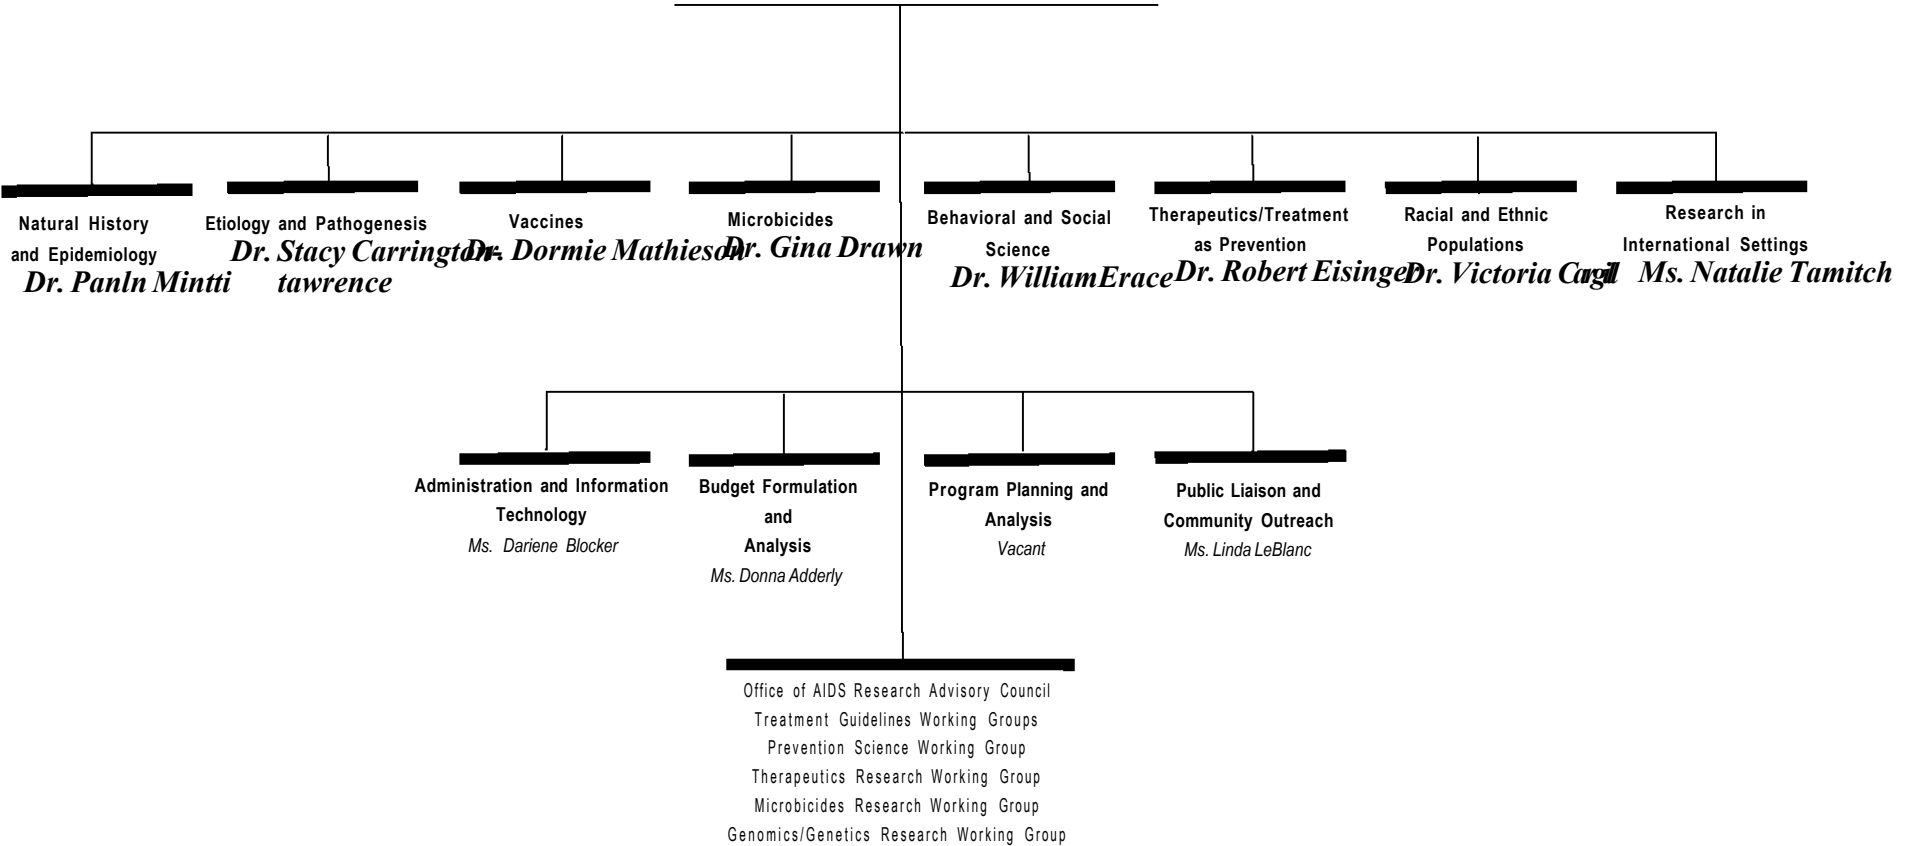 Natural History
and Epidemiology
Dr. Panln Mintti
Etiology and Pathogenesis
Dr. Stacy Carrington-
tawrence
Vaccines
Dr. Dormie Mathieson
Microbicides
Dr. Gina Drawn
Behavioral and Social
Science
Dr. William Erace
Therapeutics/Treatment
as Prevention
Dr. Robert Eisinger
Racial and Ethnic
Populations
Dr. Victoria Cargil
Research in
International Settings
Ms. Natalie Tamitch
Administration and Information
Technology
Ms. Dariene Blocker
Budget Formulation
and
Analysis
Ms. Donna Adderly
Program Planning and
Analysis
Vacant
Public Liaison and
Community Outreach
Ms. Linda LeBlanc
Office of AIDS Research Advisory Council
Treatment Guidelines Working Groups
Prevention Science Working Group
Therapeutics Research Working Group
Microbicides Research Working Group
Genomics/Genetics Research Working Group